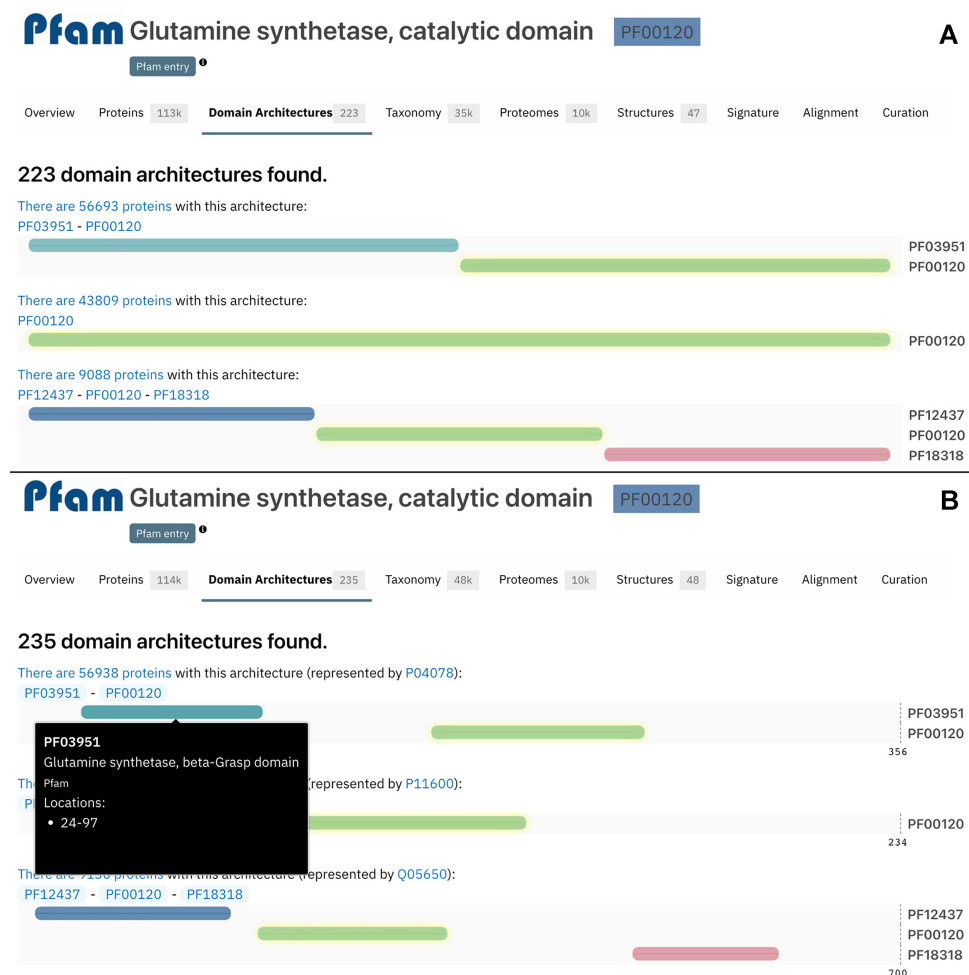 Pfam Glutamine synthetase, catalytic domain PF00120 A
Pfam entry
Overview Proteins 113k Domain Architectures 223 Taxonomy 35k Proteomes 10k Structures 47 Signature Alignment Curation
223 domain architectures found.
There are 56693 proteins with this architecture:
PF03951 - PF00120
PF03951
PF00120
There are 43809 proteins with this architecture:
PF00120
PF00120
There are 9088 proteins with this architecture:
PF12437 - PF00120 - PF18318
PF12437
PF00120
PF18318
Pfam Glutamine synthetase, catalytic domain PF00120 B
Pfam entry
Overview Proteins 114k Domain Architectures 235 Taxonomy 48k Proteomes 10k Structures 48 Signature Alignment Curation
235 domain architectures found.
There are 56938 proteins with this architecture (represented by P04078):
PF03951 - PF00120
PF03951
PF00120
356
PF03951
Glutamine synthetase, beta-Grasp domain
Pfam
Locations:
• 24-97
(represented by P11600):
PF00120
234
architecture (represented by Q05650):
PF12437 - PF00120 - PF18318
PF12437
PF00120
PF18318
700